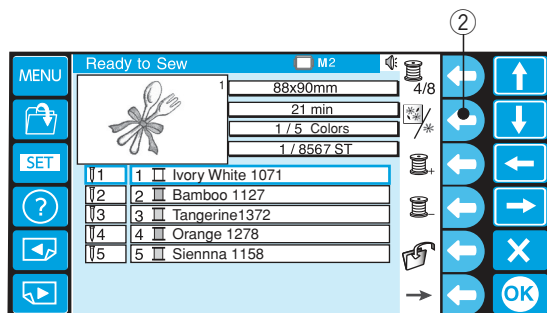 ②
MENU
Ready to Sew
M2
1
88x90mm
4/8
21 min
1 / 5 Colors
1 / 8567 ST
SET
1 1 Ivory White 1071
2 2 Bamboo 1127
3 3 Tangerine1372
4 4 Orange 1278
5 5 Siennna 1158
?
X
OK